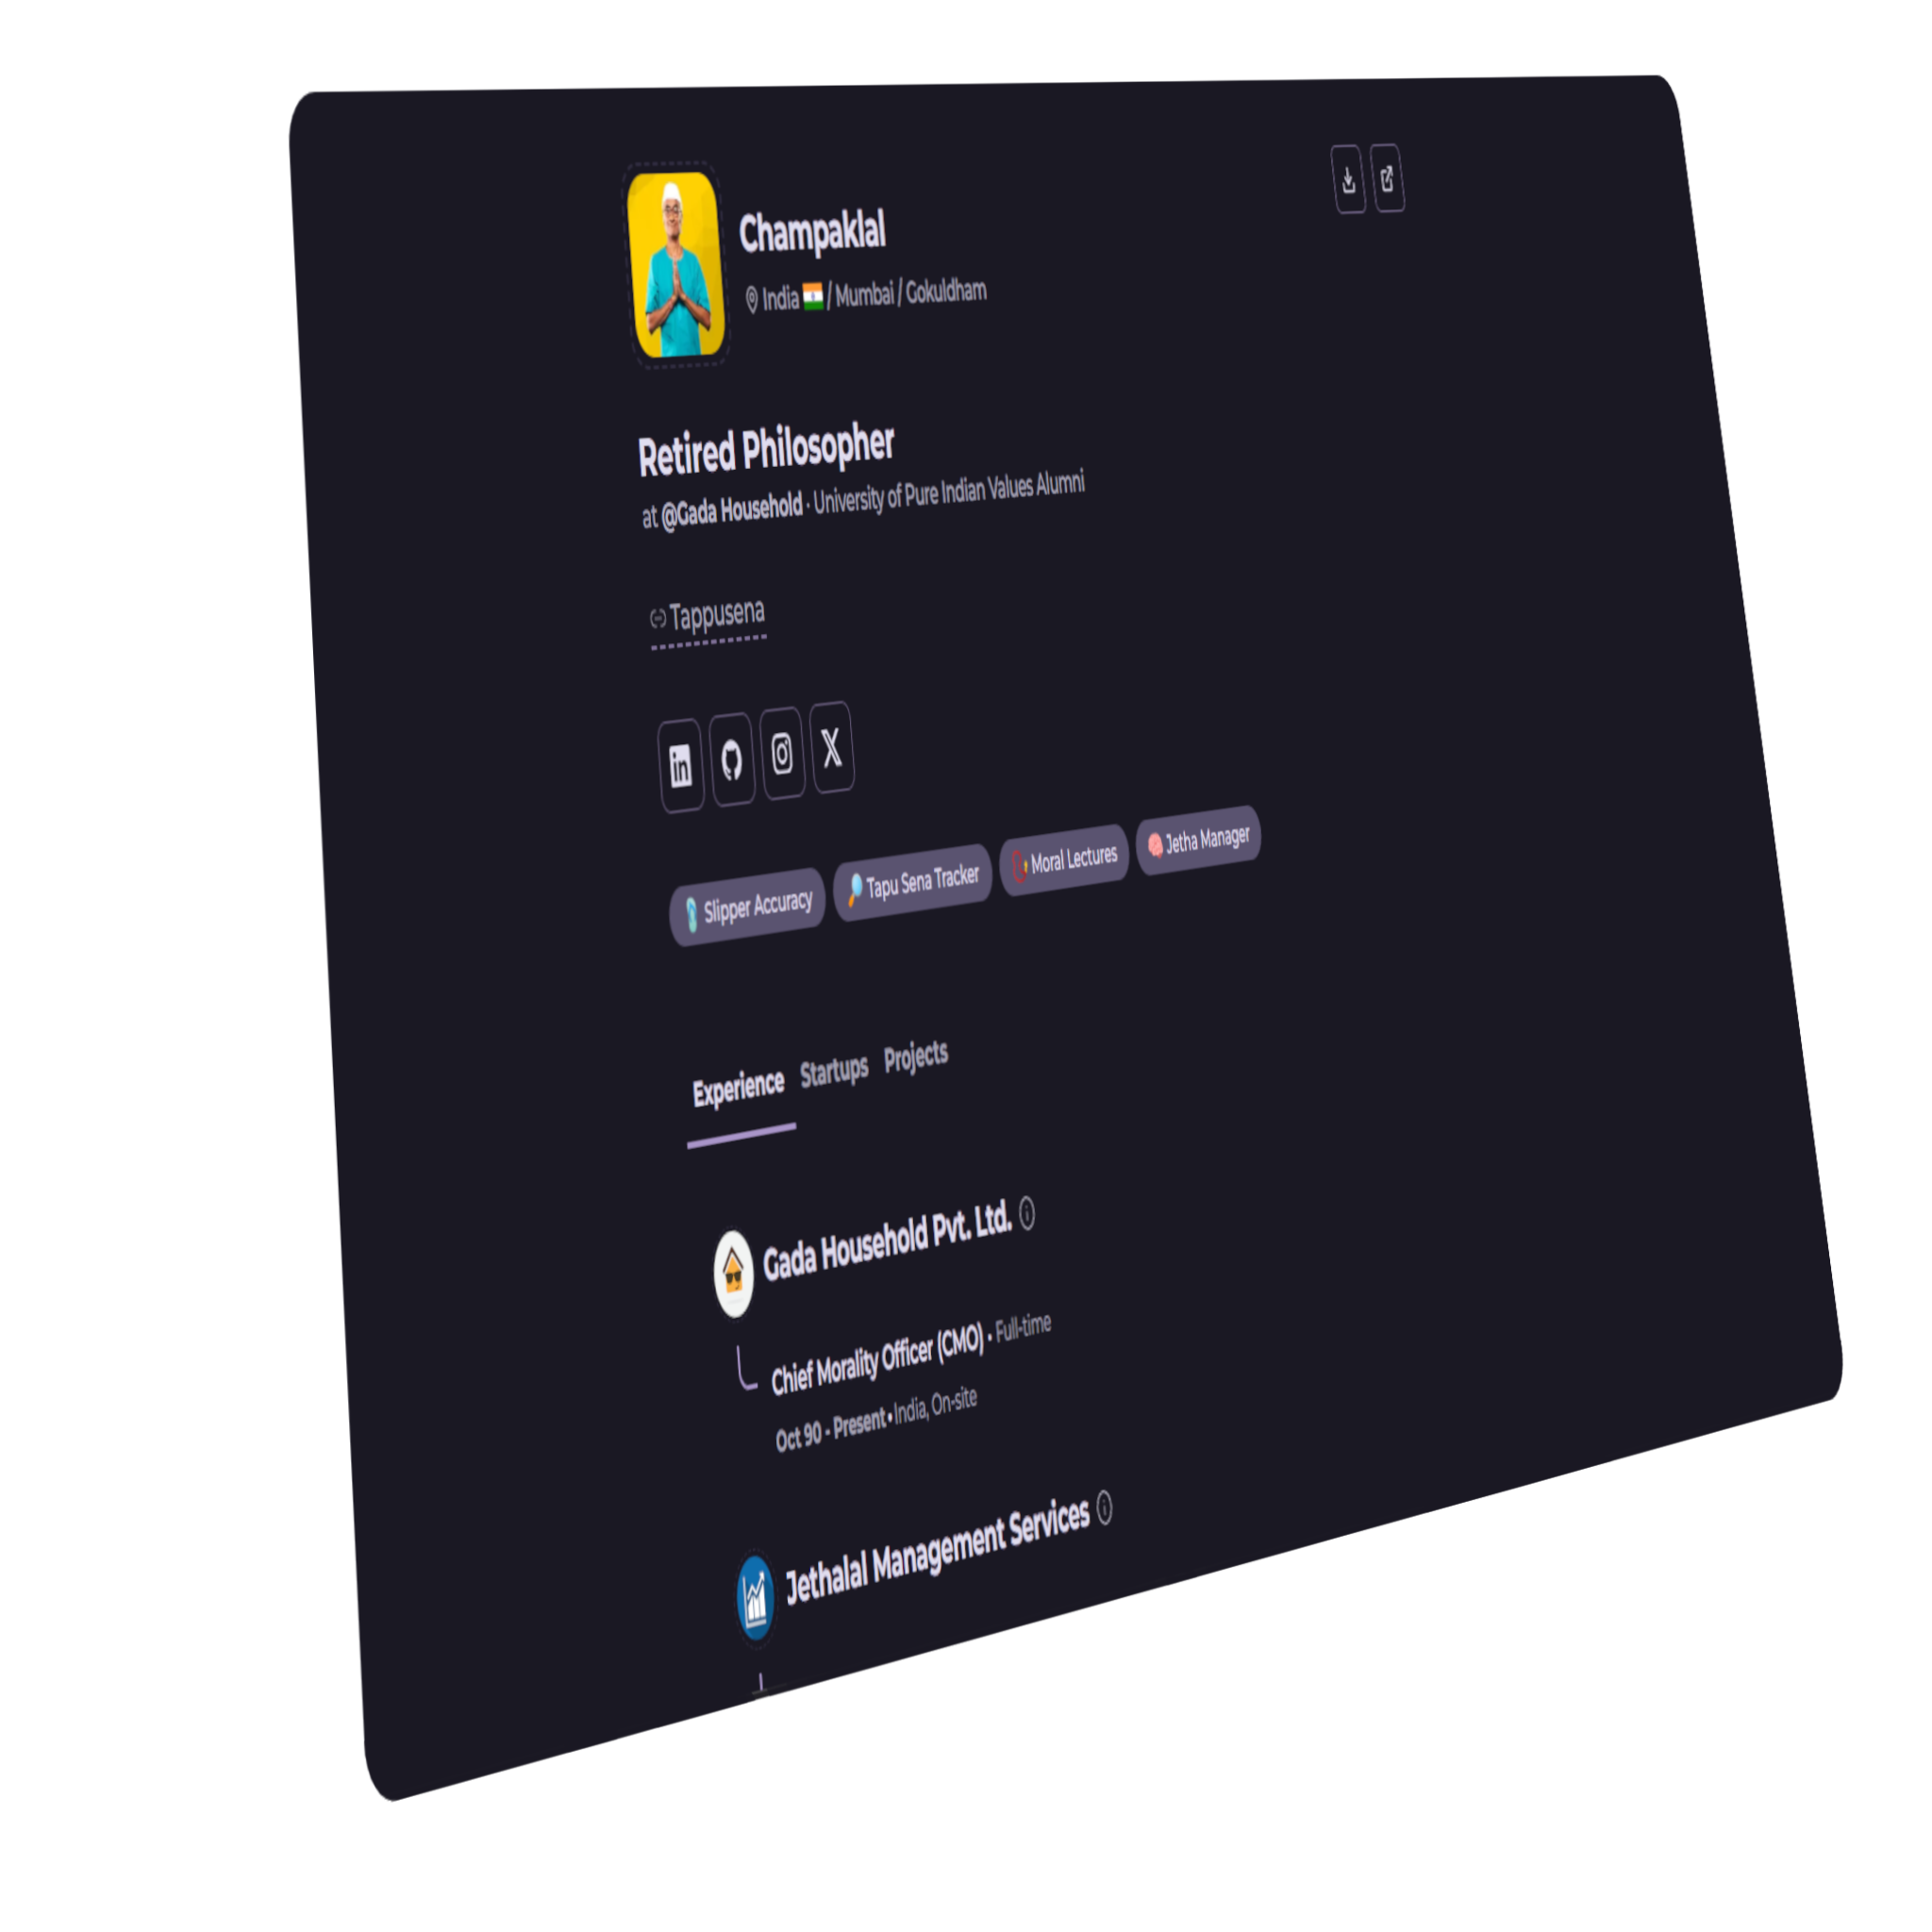 Champaklal
India 🇮🇳 / Mumbai / Gokuldham
Retired Philosopher
at @Gada Household · University of Pure Indian Values Alumni
Tappusena
Slipper Accuracy
Tapu Sena Tracker
Moral Lectures
Jetha Manager
Experience Startups Projects
Gada Household Pvt. Ltd.
Chief Morality Officer (CMO) • Full-time
Oct 90 - Present • India, On-site
Jethalal Management Services